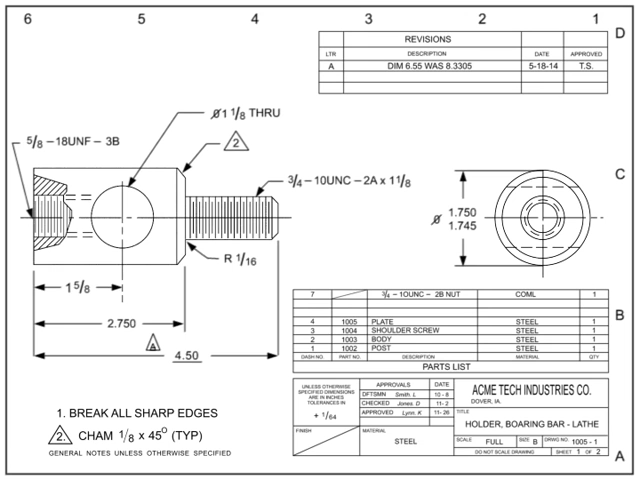 6 5 4 3 2 1
D
REVISIONS
LTR DESCRIPTION DATE APPROVED
A DIM 6.55 WAS 8.3305 5-18-14 T.S.
Ø1 1/8 THRU
5/8 – 18UNF – 3B
2
3/4 – 10UNC – 2A x 1 1/8
C
Ø 1.750
1.745
R 1/16
1 5/8
2.750
A
4.50
7 3/4 – 1OUNC – 2B NUT COML 1
B
4 1005 PLATE STEEL 1
3 1004 SHOULDER SCREW STEEL 1
2 1003 BODY STEEL 1
1 1002 POST STEEL 1
DASH NO. PART NO. DESCRIPTION MATERIAL QTY
PARTS LIST
UNLESS OTHERWISE
SPECIFIED DIMENSIONS
ARE IN INCHES
TOLERANCES IN
+ 1/64
APPROVALS DATE
DFTSMN Smith. L 10 - 8
CHECKED Jones. D 11- 2
APPROVED Lynn. K 11- 28
ACME TECH INDUSTRIES CO.
DOVER, IA.
TITLE
HOLDER, BOARING BAR - LATHE
FINISH
MATERIAL
STEEL
SCALE FULL SIZE B DRWG NO. 1005 - 1
DO NOT SCALE DRAWING SHEET 1 OF 2
A
1. BREAK ALL SHARP EDGES
2. CHAM 1/8 x 45° (TYP)
GENERAL NOTES UNLESS OTHERWISE SPECIFIED